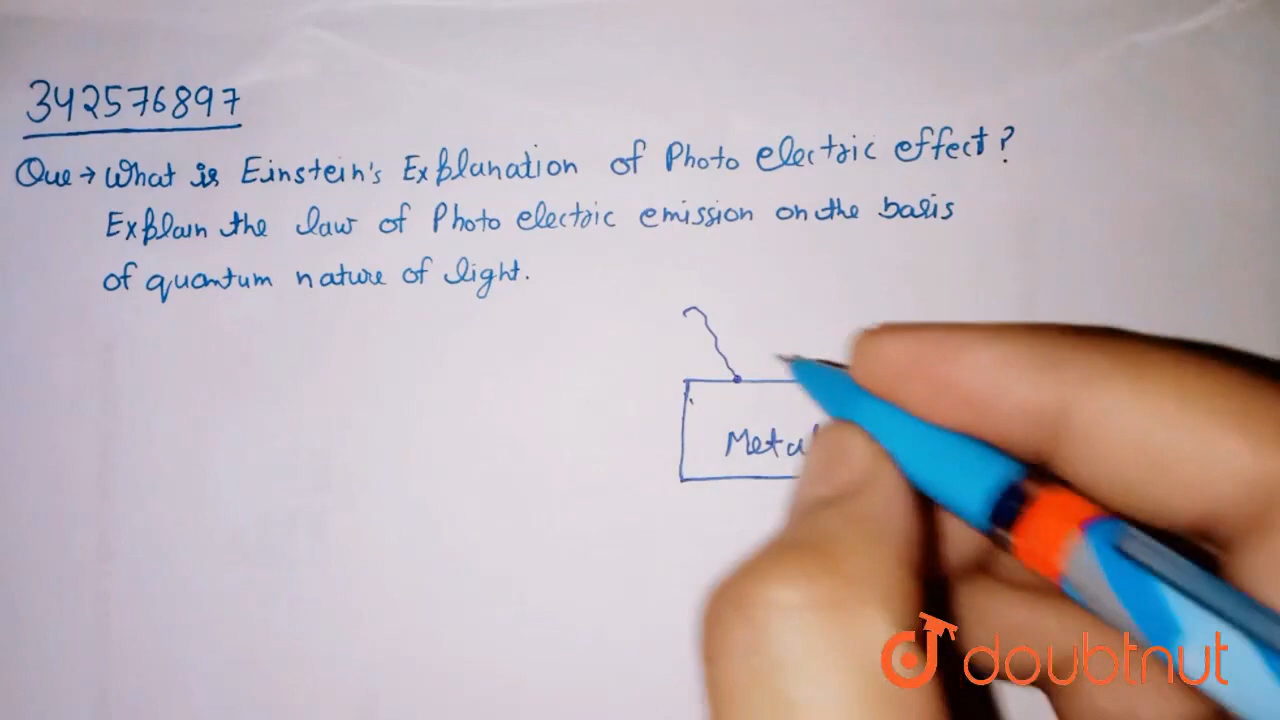 342576897
Que → What is Einstein's Explanation of Photo electric effect?
Explain the law of Photo electric emission on the basis
of quantum nature of light.
Metal
doubtnut